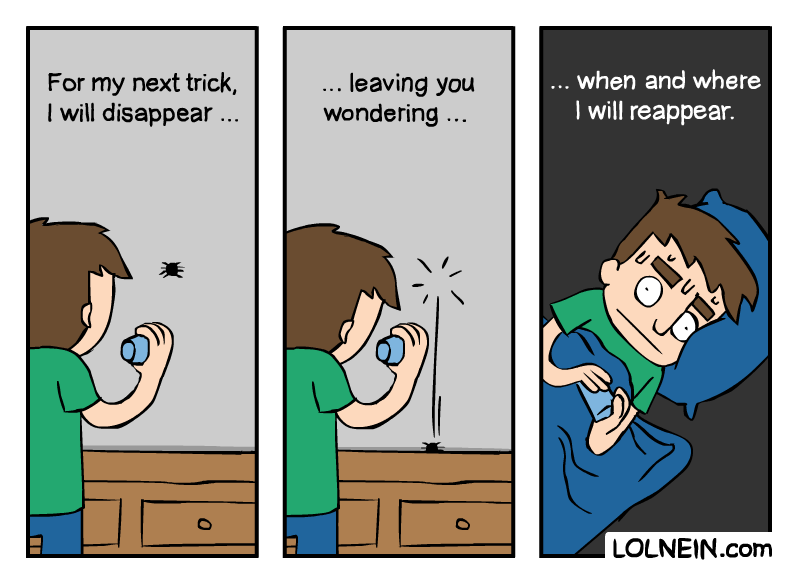 For my next trick,
I will disappear ...
... leaving you
wondering ...
... when and where
I will reappear.
LOLNEIN.com